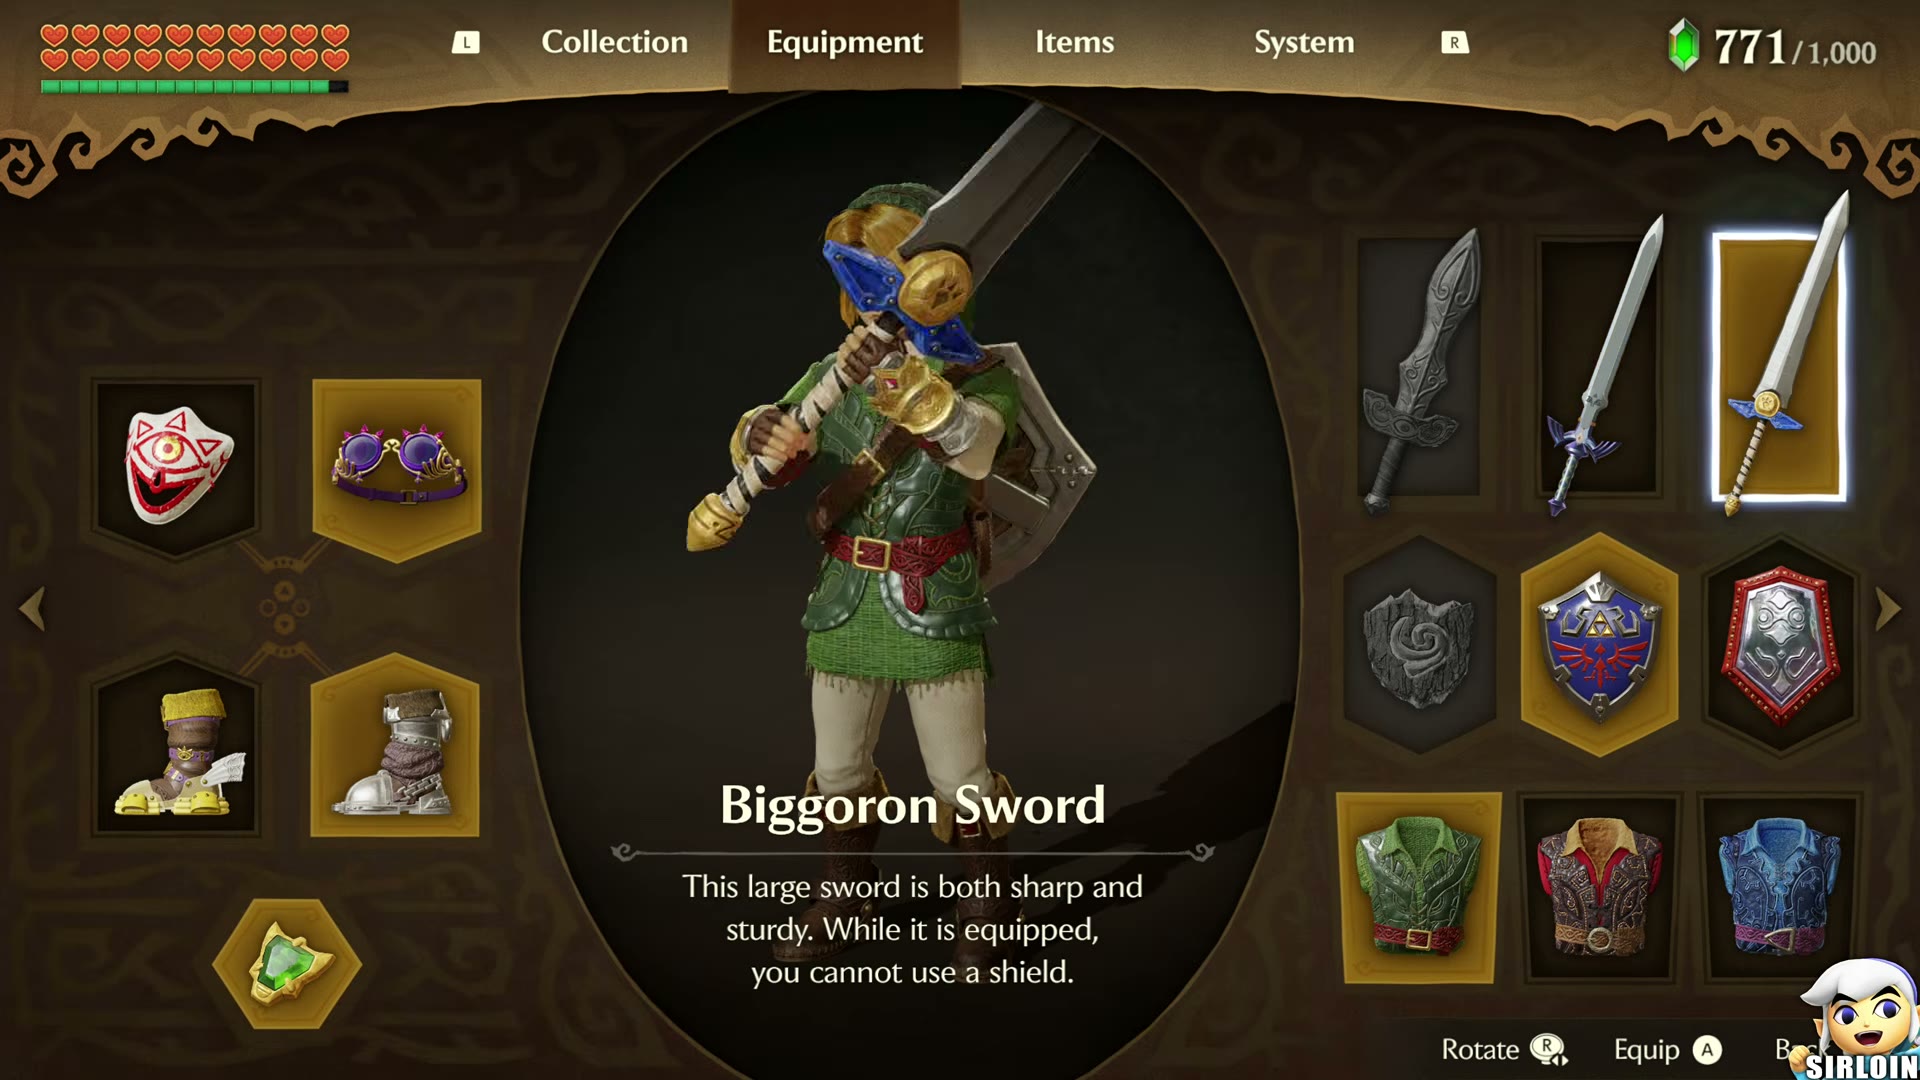 L
Collection
Equipment
Items
System
R
771/1,000
Biggoron Sword
This large sword is both sharp and
sturdy. While it is equipped,
you cannot use a shield.
Rotate R
Equip A
SIRLOIN